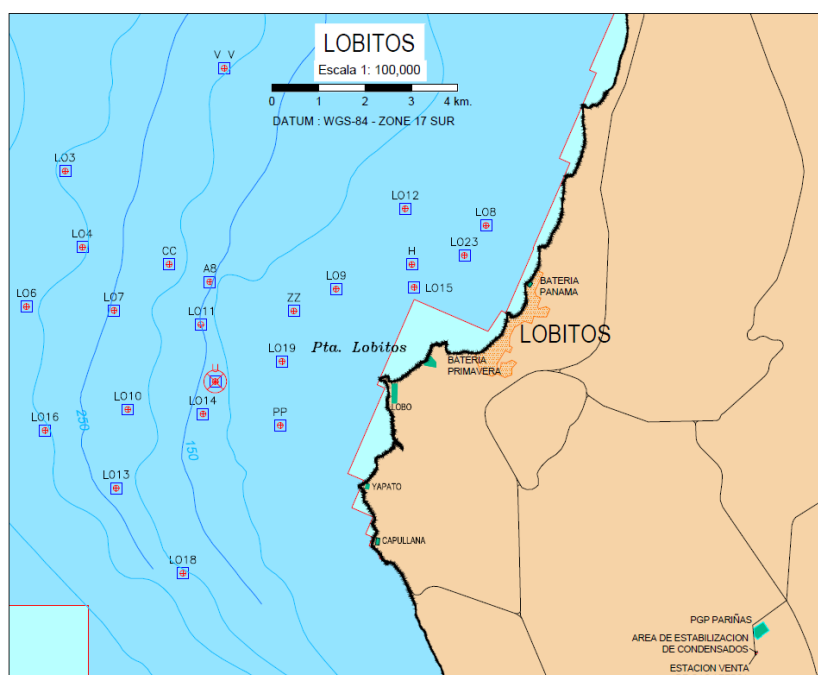 V V
LOBITOS
Escala 1: 100,000
0 1 2 3 4 km.
DATUM : WGS-84 - ZONE 17 SUR
LO3
LO12
LO8
LO4
CC
H
LO23
A8
LO9
LO15
BATERIA
PANAMA
LO6
LO7
ZZ
LO11
LOBITOS
Pta. Lobitos
LO19
BATERIA
PRIMAVERA
U
LO10
LO14
LOBO
LO16
250
PP
150
LO13
YAPATO
CAPULLANA
LO18
PGP PARIÑAS
AREA DE ESTABILIZACION
DE CONDENSADOS
ESTACION VENTA